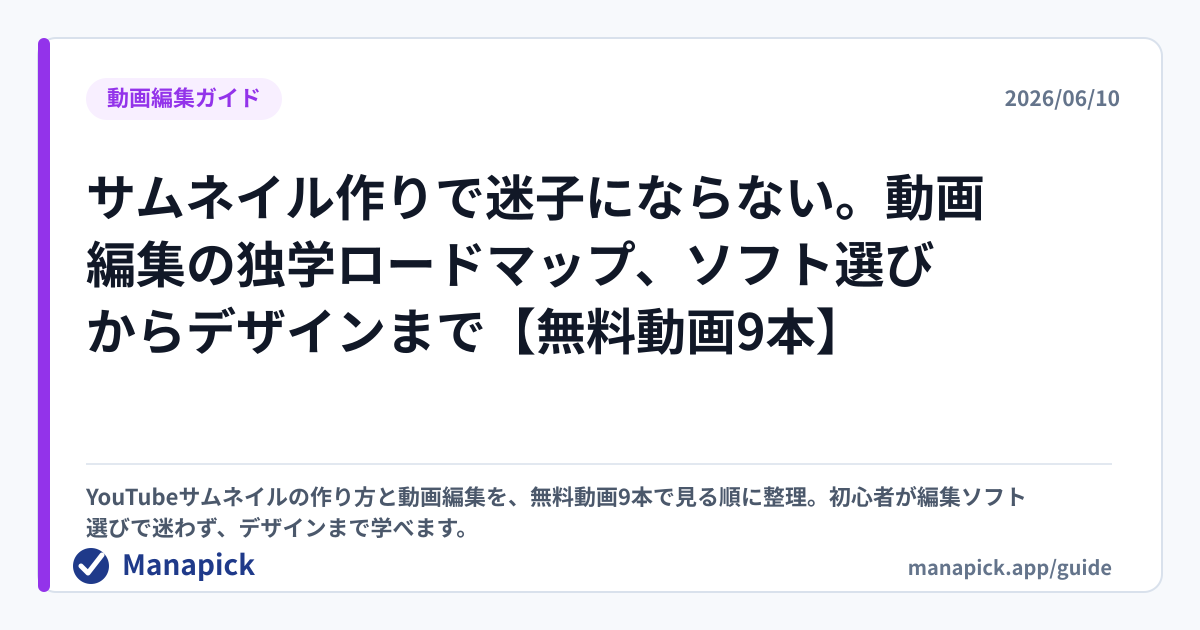 動画編集ガイド
2026/06/10
サムネイル作りで迷子にならない。動画
編集の独学ロードマップ、ソフト選び
からデザインまで【無料動画9本】
YouTubeサムネイルの作り方と動画編集を、無料動画9本で見る順に整理。初心者が編集ソフト
選びで迷わず、デザインまで学べます。
Manapick
manapick.app/guide